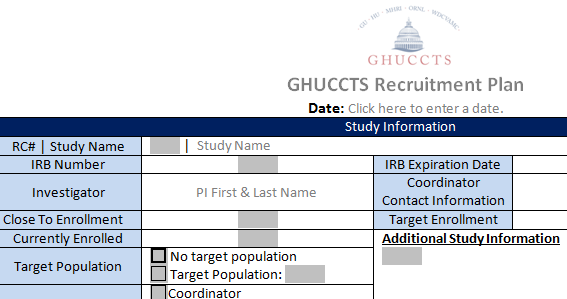 GU · HU · MHRI · ORNL · WDCVAMC
GHUCCTS
GHUCCTS Recruitment Plan
Date: Click here to enter a date.
Study Information
RC# | Study Name | Study Name
IRB Number IRB Expiration Date
Investigator PI First & Last Name Coordinator
Contact Information
Close To Enrollment Target Enrollment
Currently Enrolled Additional Study Information
Target Population No target population
Target Population:
Coordinator